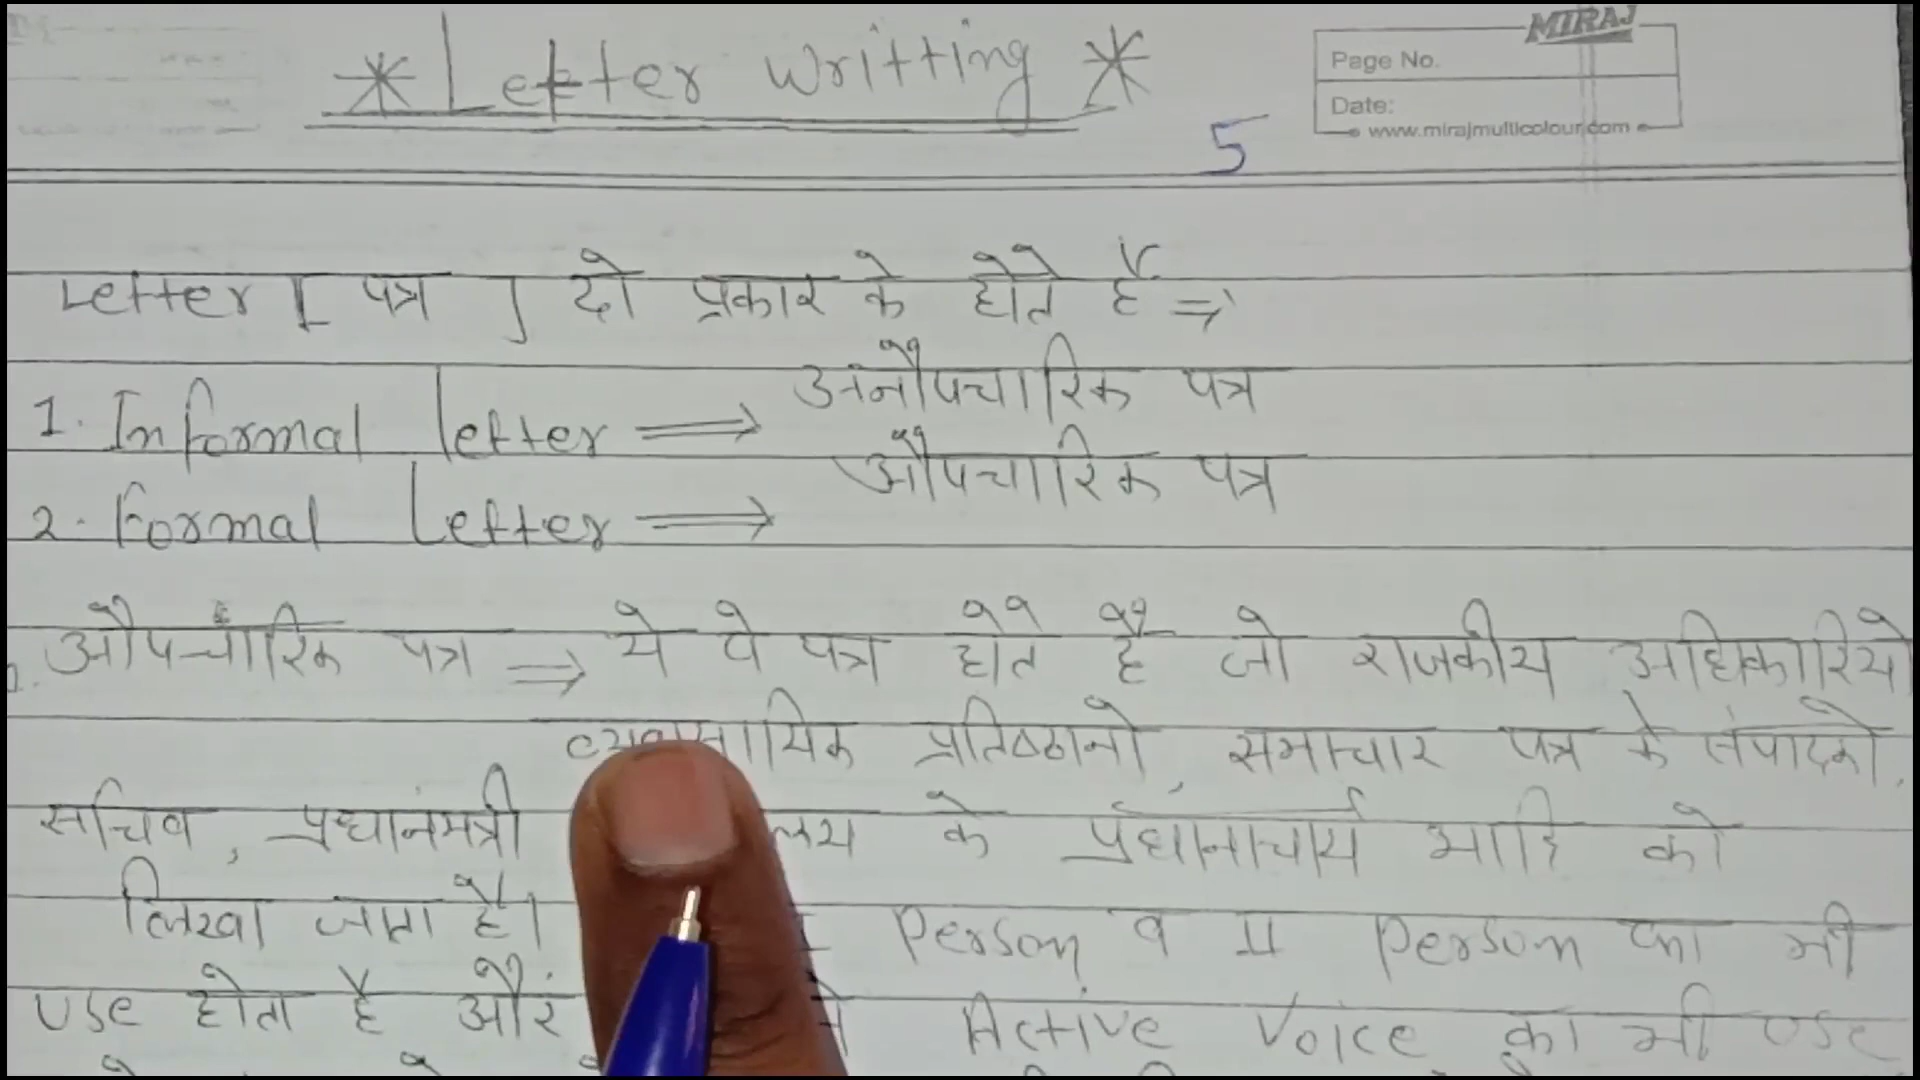 * Letter Writting *
MIRAJ
Page No.
Date:
www.mirajmulticolour.com
5
Letter [ पत्र ] दो प्रकार के होते हैं ⇒
1. Informal Letter ⟹ अनौपचारिक पत्र
2. Formal Letter ⟹ औपचारिक पत्र
औपचारिक पत्र ⇒ ये वे पत्र होते है जो राजकीय अधिकारियो
व्यवसायिक प्रतिष्ठानो, समाचार पत्र के संपादको,
सचिव, प्रधानमंत्री के प्रधानाचार्य आदि को
लिखा जाता है। I Person व II Person का भी
use होता है और Active Voice का भी use